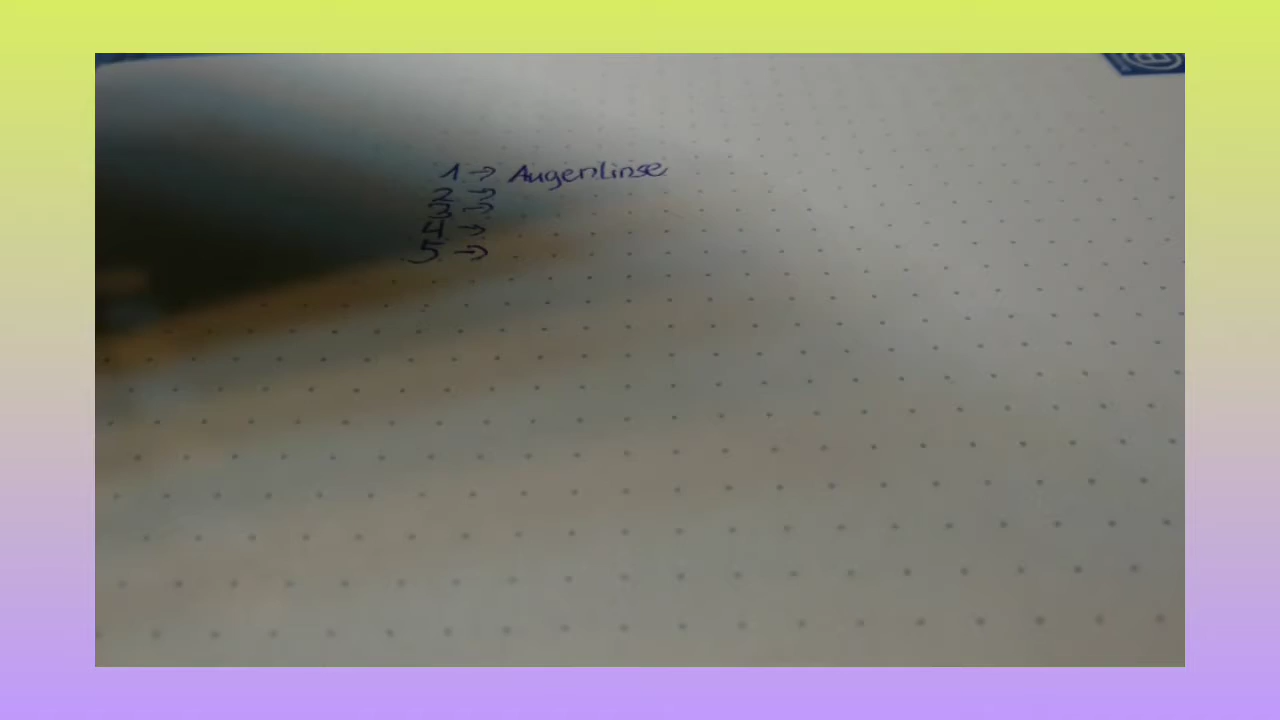 1 → Augenlinse
2 →
3 →
4 →
5 →